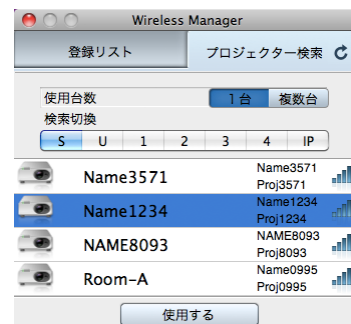 Wireless Manager
登録リスト プロジェクター検索
使用台数 1台 複数台
検索切換
S U 1 2 3 4 IP
Name3571 Name3571
Proj3571
Name1234 Name1234
Proj1234
NAME8093 NAME8093
Proj8093
Room-A Name0995
Proj0995
使用する